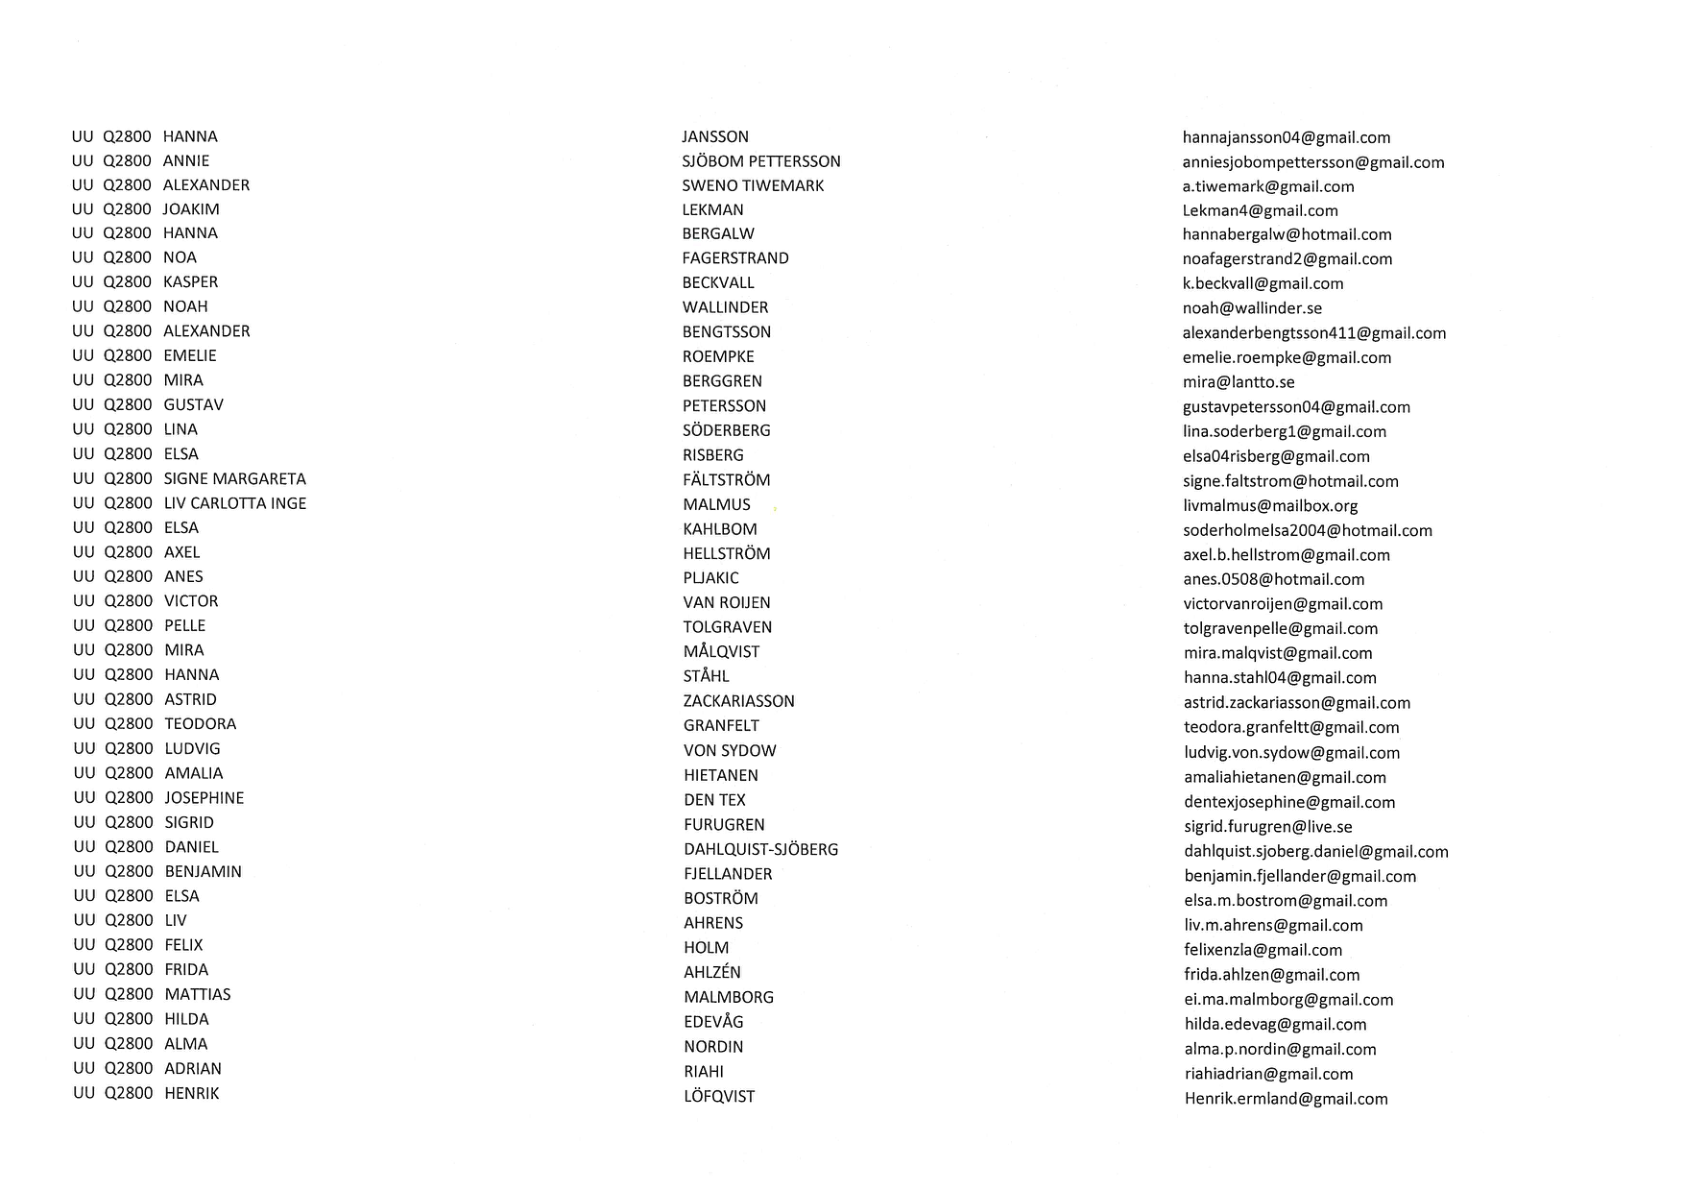 UU Q2800 HANNA JANSSON hannajansson04@gmail.com
UU Q2800 ANNIE SJÖBOM PETTERSSON anniesjobompettersson@gmail.com
UU Q2800 ALEXANDER SWENO TIWEMARK a.tiwemark@gmail.com
UU Q2800 JOAKIM LEKMAN Lekman4@gmail.com
UU Q2800 HANNA BERGALW hannabergalw@hotmail.com
UU Q2800 NOA FAGERSTRAND noafagerstrand2@gmail.com
UU Q2800 KASPER BECKVALL k.beckvall@gmail.com
UU Q2800 NOAH WALLINDER noah@wallinder.se
UU Q2800 ALEXANDER BENGTSSON alexanderbengtsson411@gmail.com
UU Q2800 EMELIE ROEMPKE emelie.roempke@gmail.com
UU Q2800 MIRA BERGGREN mira@lantto.se
UU Q2800 GUSTAV PETERSSON gustavpetersson04@gmail.com
UU Q2800 LINA SÖDERBERG lina.soderberg1@gmail.com
UU Q2800 ELSA RISBERG elsa04risberg@gmail.com
UU Q2800 SIGNE MARGARETA FÄLTSTRÖM signe.faltstrom@hotmail.com
UU Q2800 LIV CARLOTTA INGE MALMUS livmalmus@mailbox.org
UU Q2800 ELSA KAHLBOM soderholmelsa2004@hotmail.com
UU Q2800 AXEL HELLSTRÖM axel.b.hellstrom@gmail.com
UU Q2800 ANES PLJAKIC anes.0508@hotmail.com
UU Q2800 VICTOR VAN ROIJEN victorvanroijen@gmail.com
UU Q2800 PELLE TOLGRAVEN tolgravenpelle@gmail.com
UU Q2800 MIRA MÅLQVIST mira.malqvist@gmail.com
UU Q2800 HANNA STÅHL hanna.stahl04@gmail.com
UU Q2800 ASTRID ZACKARIASSON astrid.zackariasson@gmail.com
UU Q2800 TEODORA GRANFELT teodora.granfeltt@gmail.com
UU Q2800 LUDVIG VON SYDOW ludvig.von.sydow@gmail.com
UU Q2800 AMALIA HIETANEN amaliahietanen@gmail.com
UU Q2800 JOSEPHINE DEN TEX dentexjosephine@gmail.com
UU Q2800 SIGRID FURUGREN sigrid.furugren@live.se
UU Q2800 DANIEL DAHLQUIST-SJÖBERG dahlquist.sjoberg.daniel@gmail.com
UU Q2800 BENJAMIN FJELLANDER benjamin.fjellander@gmail.com
UU Q2800 ELSA BOSTRÖM elsa.m.bostrom@gmail.com
UU Q2800 LIV AHRENS liv.m.ahrens@gmail.com
UU Q2800 FELIX HOLM felixenzla@gmail.com
UU Q2800 FRIDA AHLZÉN frida.ahlzen@gmail.com
UU Q2800 MATTIAS MALMBORG ei.ma.malmborg@gmail.com
UU Q2800 HILDA EDEVÅG hilda.edevag@gmail.com
UU Q2800 ALMA NORDIN alma.p.nordin@gmail.com
UU Q2800 ADRIAN RIAHI riahiadrian@gmail.com
UU Q2800 HENRIK LÖFQVIST Henrik.ermland@gmail.com